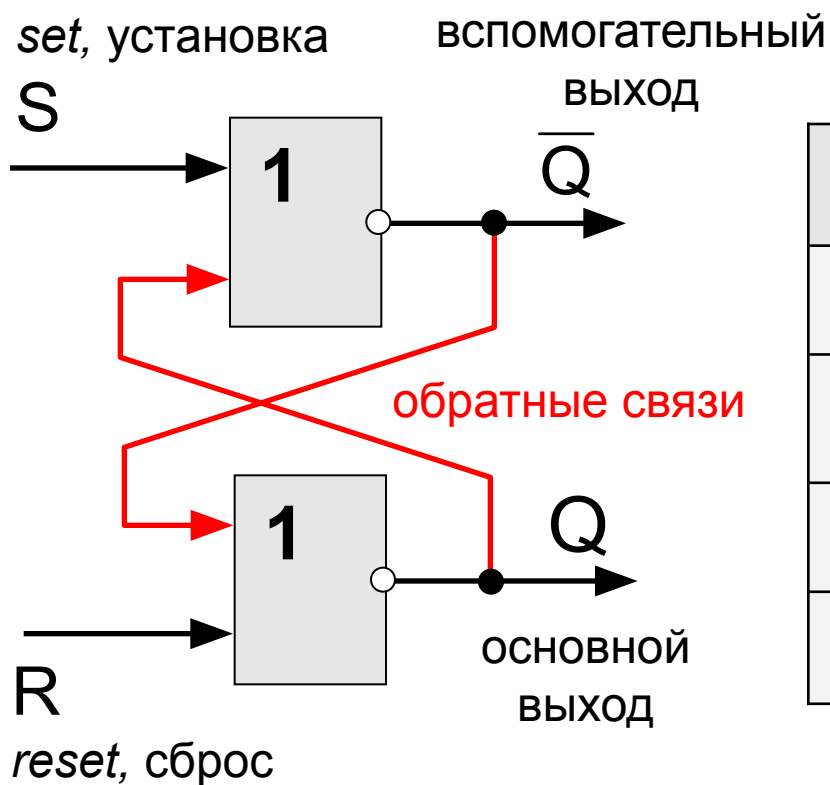 set, установка
вспомогательный
выход
S
1
Q
обратные связи
1
Q
основной
выход
R
reset, сброс